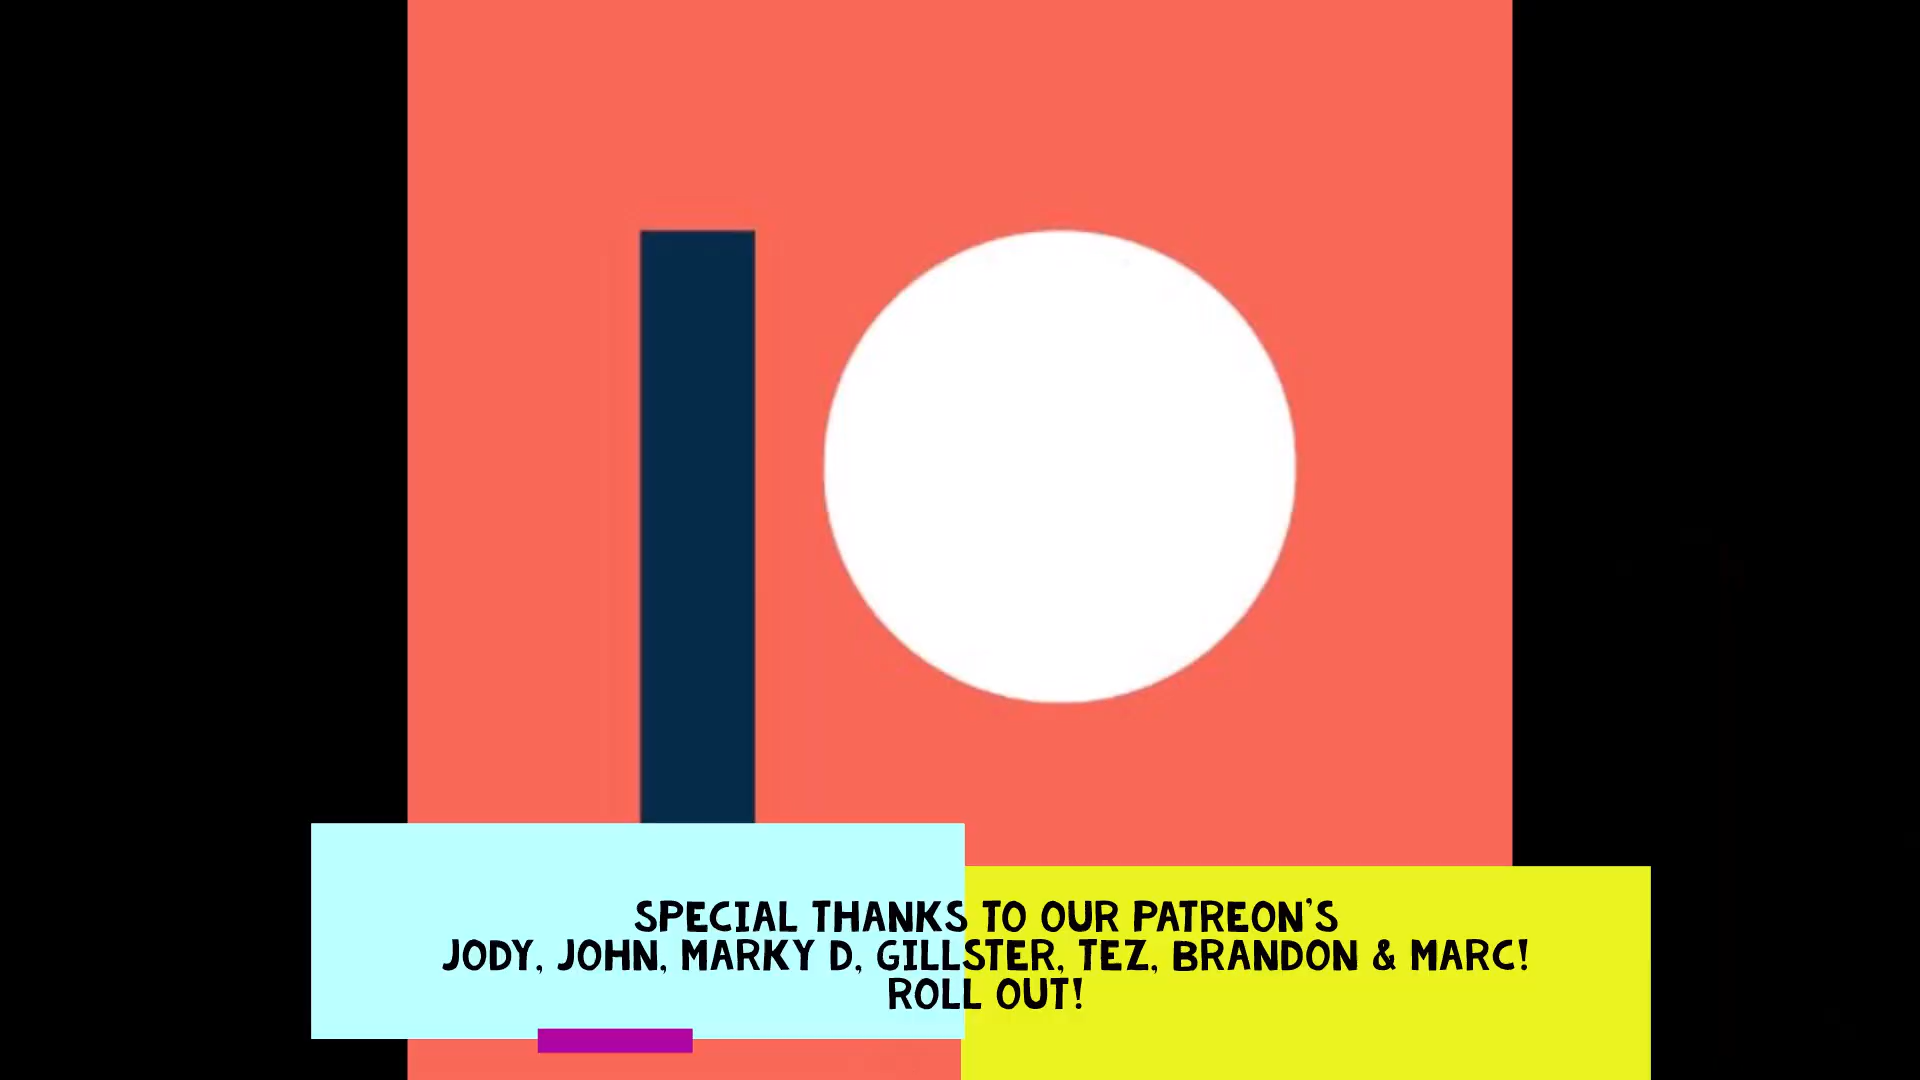 SPECIAL THANKS TO OUR PATREON'S
JODY, JOHN, MARKY D, GILLSTER, TEZ, BRANDON & MARC!
ROLL OUT!